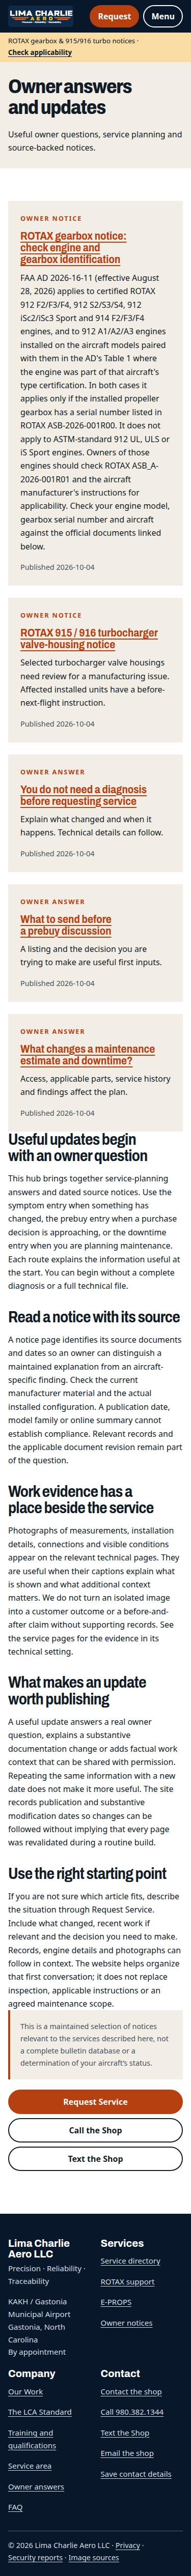 LIMA CHARLIE
AERO
Request
Menu
ROTAX gearbox & 915/916 turbo notices ·
Check applicability
Owner answers
and updates
Useful owner questions, service planning and
source-backed notices.
OWNER NOTICE
ROTAX gearbox notice:
check engine and
gearbox identification
FAA AD 2026-16-11 (effective August
28, 2026) applies to certified ROTAX
912 F2/F3/F4, 912 S2/S3/S4, 912
iSc2/iSc3 Sport and 914 F2/F3/F4
engines, and to 912 A1/A2/A3 engines
installed on the aircraft models paired
with them in the AD's Table 1 where
the engine was part of that aircraft's
type certification. In both cases it
applies only if the installed propeller
gearbox has a serial number listed in
ROTAX ASB-2026-001R00. It does not
apply to ASTM-standard 912 UL, ULS or
iS Sport engines. Owners of those
engines should check ROTAX ASB_A-
2026-001R01 and the aircraft
manufacturer's instructions for
applicability. Check your engine model,
gearbox serial number and aircraft
against the official documents linked
below.
Published 2026-10-04
OWNER NOTICE
ROTAX 915 / 916 turbocharger
valve-housing notice
Selected turbocharger valve housings
need review for a manufacturing issue.
Affected installed units have a before-
next-flight instruction.
Published 2026-10-04
OWNER ANSWER
You do not need a diagnosis
before requesting service
Explain what changed and when it
happens. Technical details can follow.
Published 2026-10-04
OWNER ANSWER
What to send before
a prebuy discussion
A listing and the decision you are
trying to make are useful first inputs.
Published 2026-10-04
OWNER ANSWER
What changes a maintenance
estimate and downtime?
Access, applicable parts, service history
and findings affect the plan.
Published 2026-10-04
Useful updates begin
with an owner question
This hub brings together service-planning
answers and dated source notices. Use the
symptom entry when something has
changed, the prebuy entry when a purchase
decision is approaching, or the downtime
entry when you are planning maintenance.
Each route explains the information useful at
the start. You can begin without a complete
diagnosis or a full technical file.
Read a notice with its source
A notice page identifies its source documents
and dates so an owner can distinguish a
maintained explanation from an aircraft-
specific finding. Check the current
manufacturer material and the actual
installed configuration. A publication date,
model family or online summary cannot
establish compliance. Relevant records and
the applicable document revision remain part
of the question.
Work evidence has a
place beside the service
Photographs of measurements, installation
details, connections and visible conditions
appear on the relevant technical pages. They
are useful when their captions explain what
is shown and what additional context
matters. We do not turn an isolated image
into a customer outcome or a before-and-
after claim without supporting records. See
the service pages for the evidence in its
technical setting.
What makes an update
worth publishing
A useful update answers a real owner
question, explains a substantive
documentation change or adds factual work
context that can be shared with permission.
Repeating the same information with a new
date does not make it more useful. The site
records publication and substantive
modification dates so changes can be
followed without implying that every page
was revalidated during a routine build.
Use the right starting point
If you are not sure which article fits, describe
the situation through Request Service.
Include what changed, recent work if
relevant and the decision you need to make.
Records, engine details and photographs can
follow in context. The website helps organize
that first conversation; it does not replace
inspection, applicable instructions or an
agreed maintenance scope.
This is a maintained selection of notices
relevant to the services described here, not
a complete bulletin database or a
determination of your aircraft's status.
Request Service
Call the Shop
Text the Shop
Lima Charlie
Aero LLC
Precision · Reliability ·
Traceability
KAKH / Gastonia
Municipal Airport
Gastonia, North
Carolina
By appointment
Services
Service directory
ROTAX support
E-PROPS
Owner notices
Company
Our Work
The LCA Standard
Training and
qualifications
Service area
Owner answers
FAQ
Contact
Contact the shop
Call 980.382.1344
Text the Shop
Email the shop
Save contact details
© 2026 Lima Charlie Aero LLC · Privacy ·
Security reports · Image sources